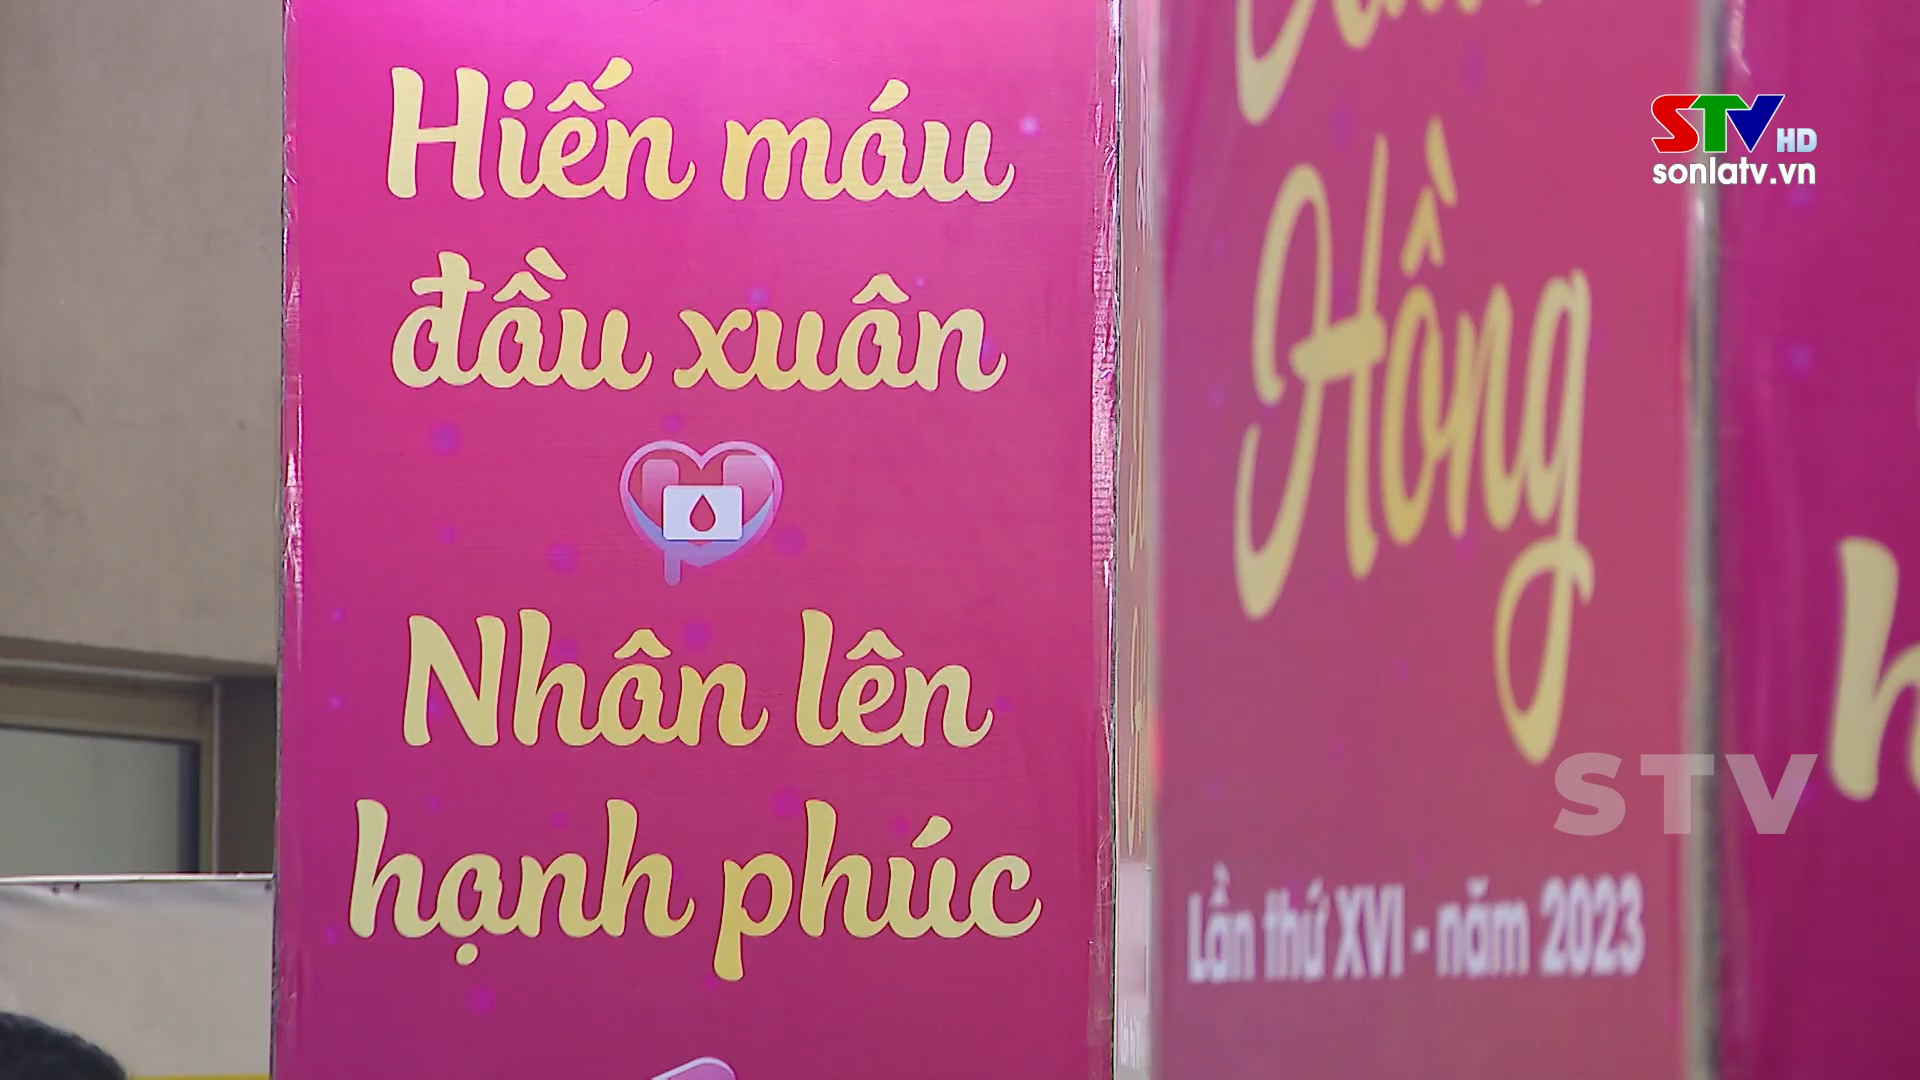 Hiến máu
đầu xuân
Nhân lên
hạnh phúc
Hồng
Lần thứ XVI - năm 2023
STV HD
sonlatv.vn
STV